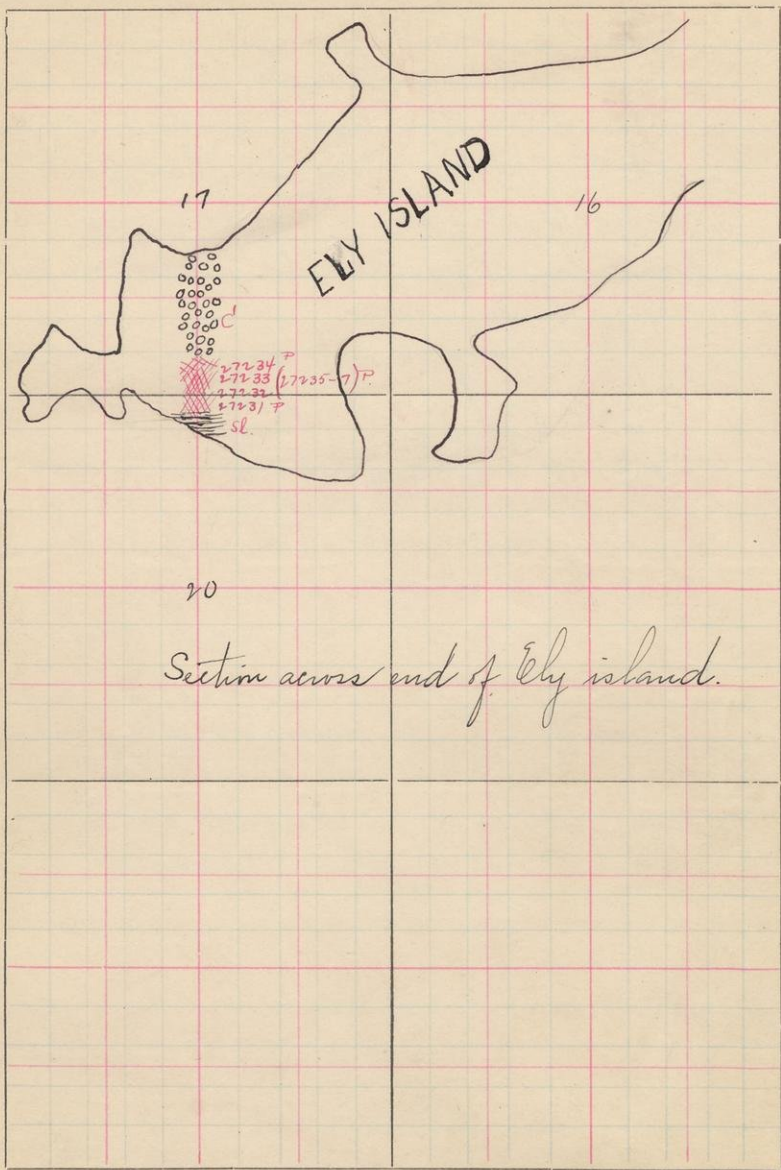 17
16
ELY ISLAND
C'
27234 P
27233 (27235-7) P.
27232
27231 P
Sl.
20
Section across end of Ely island.